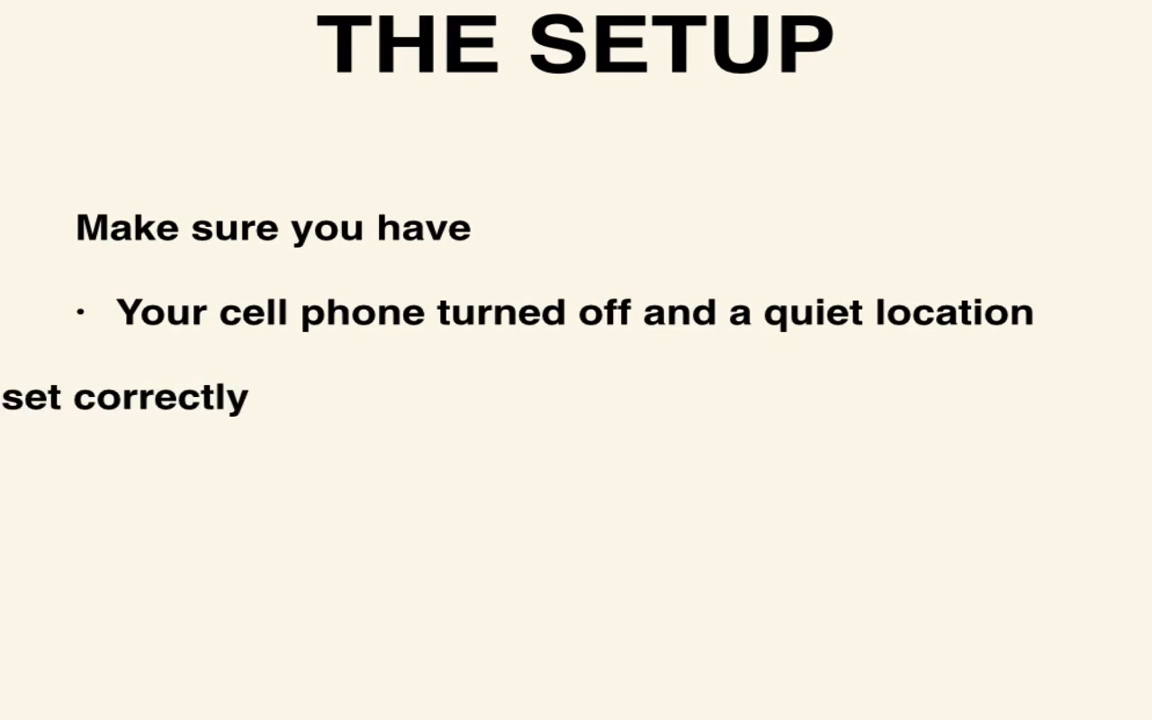 THE SETUP
Make sure you have
· Your cell phone turned off and a quiet location
set correctly